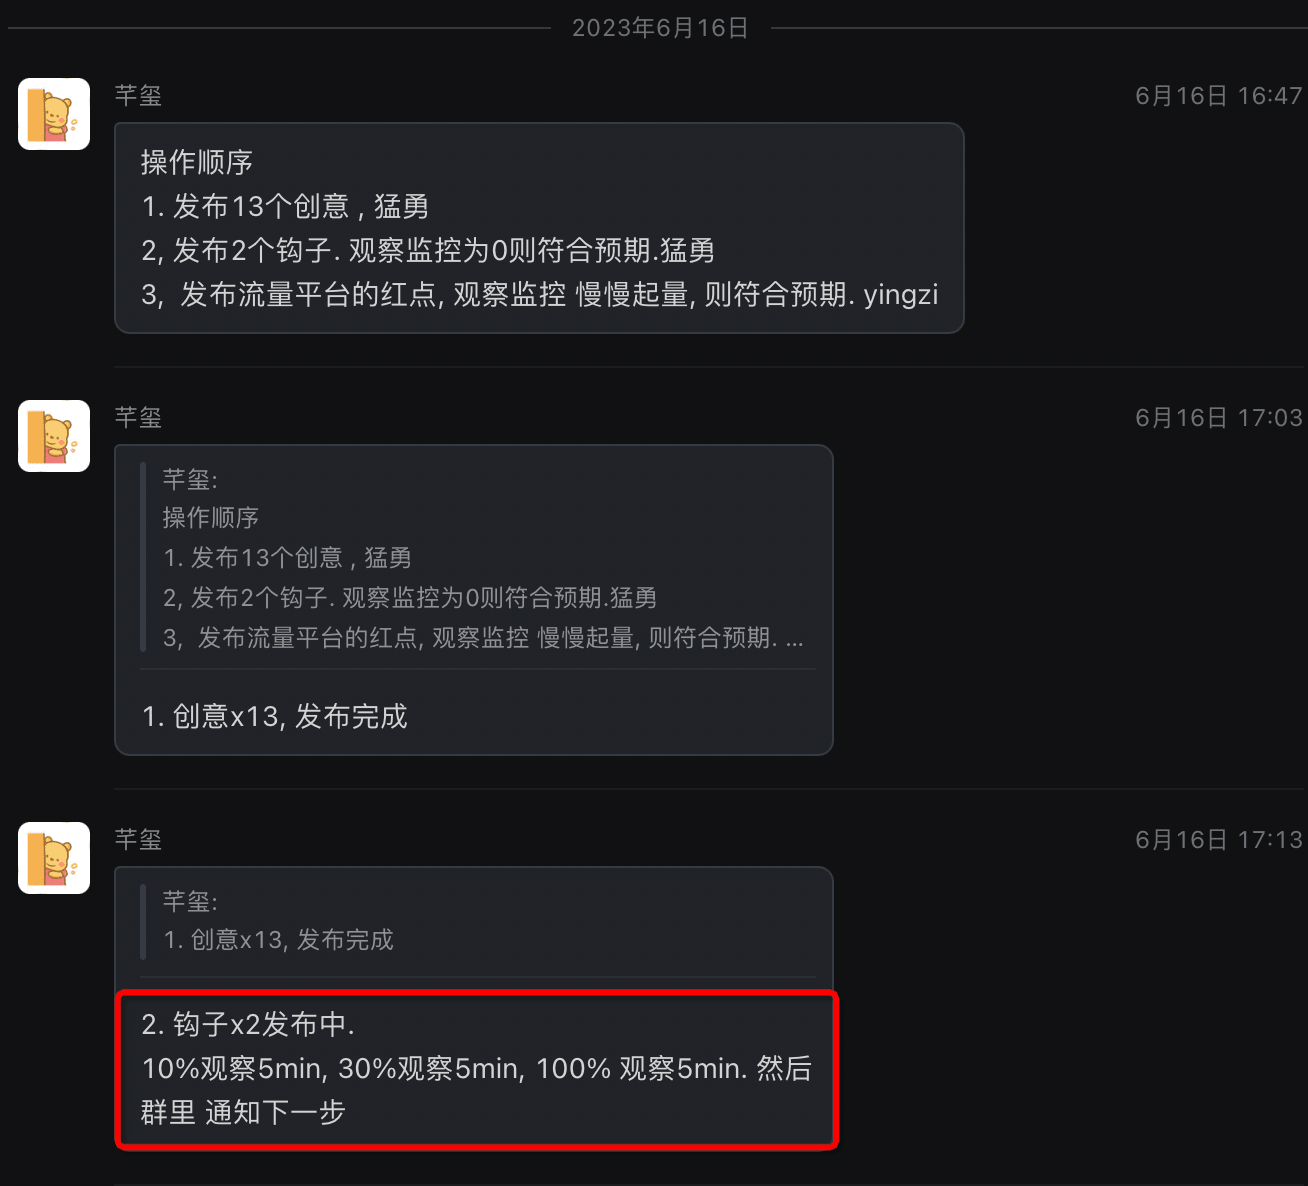 2023年6月16日
芊玺
6月16日 16:47
操作顺序
1. 发布13个创意 , 猛勇
2, 发布2个钩子. 观察监控为0则符合预期.猛勇
3,  发布流量平台的红点, 观察监控 慢慢起量, 则符合预期. yingzi
芊玺
6月16日 17:03
芊玺:
操作顺序
1. 发布13个创意 , 猛勇
2, 发布2个钩子. 观察监控为0则符合预期.猛勇
3,  发布流量平台的红点, 观察监控 慢慢起量, 则符合预期. ...
1. 创意x13, 发布完成
芊玺
6月16日 17:13
芊玺:
1. 创意x13, 发布完成
2. 钩子x2发布中.
10%观察5min, 30%观察5min, 100% 观察5min. 然后
群里 通知下一步